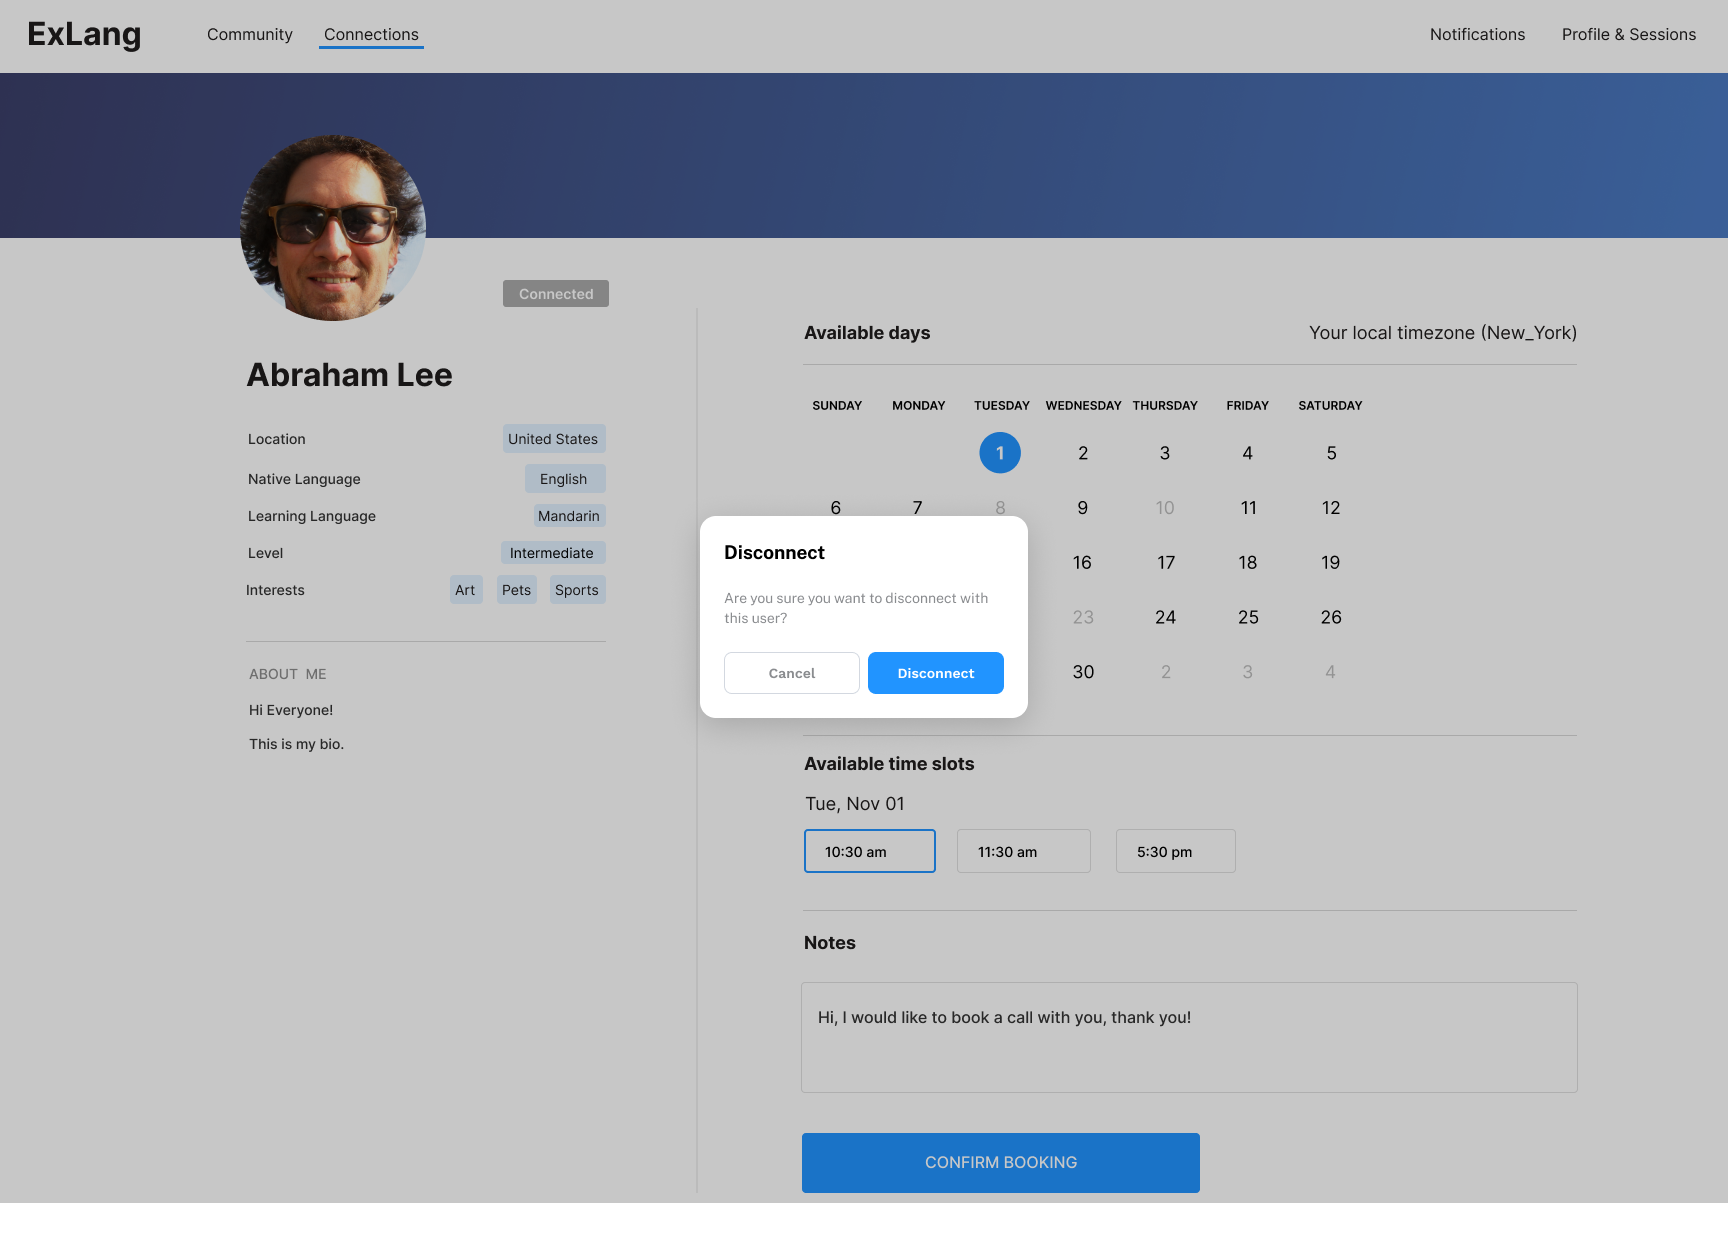 ExLang
Community
Connections
Notifications
Profile & Sessions
Connected
Abraham Lee
Location
United States
Native Language
English
Learning Language
Mandarin
Level
Intermediate
Interests
Art
Pets
Sports
ABOUT ME
Hi Everyone!
This is my bio.
Available days
Your local timezone (New_York)
SUNDAY MONDAY TUESDAY WEDNESDAY THURSDAY FRIDAY SATURDAY
1 2 3 4 5
6 7 8 9 10 11 12
16 17 18 19
23 24 25 26
30 2 3 4
Disconnect
Are you sure you want to disconnect with
this user?
Cancel
Disconnect
Available time slots
Tue, Nov 01
10:30 am
11:30 am
5:30 pm
Notes
Hi, I would like to book a call with you, thank you!
CONFIRM BOOKING